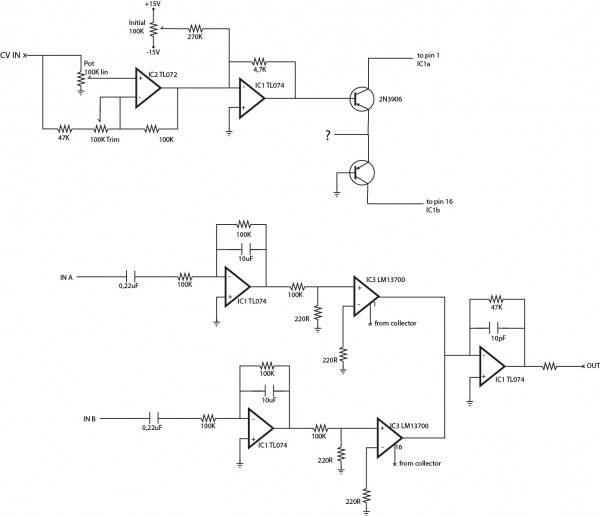 +15V
Initial
100K
-15V
270K
CV IN
Pot
100K lin
IC2 TL072
+
-
47K
100K Trim
100K
4,7K
-
+
IC1 TL074
to pin 1
IC1a
2N3906
?
to pin 16
IC1b
100K
10uF
IN A
0,22uF
100K
-
+
IC1 TL074
100K
220R
IC3 LM13700
+
-
1
from collector
220R
47K
10pF
-
+
IC1 TL074
OUT
100K
10uF
IN B
0,22uF
100K
-
+
IC1 TL074
100K
220R
IC3 LM13700
+
-
16
from collector
220R